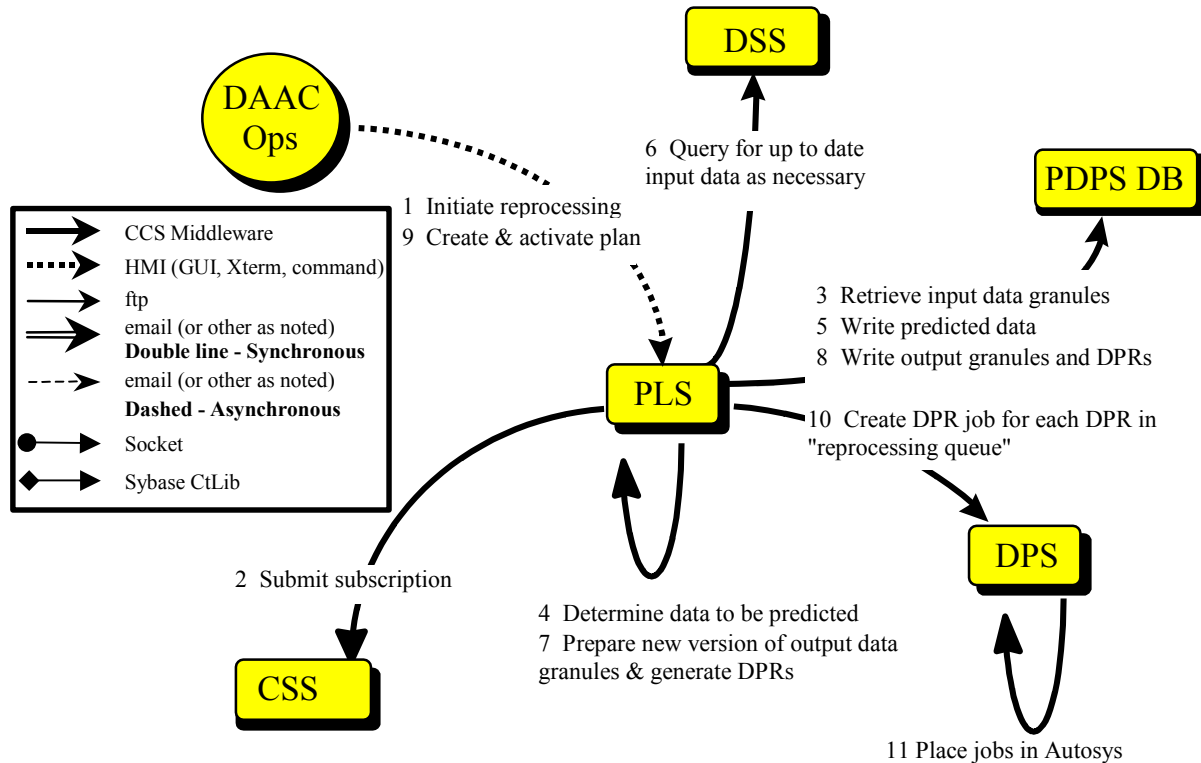 DSS
DAAC
Ops
6 Query for up to date
input data as necessary
PDPS DB
1 Initiate reprocessing
9 Create & activate plan
CCS Middleware
HMI (GUI, Xterm, command)
ftp
email (or other as noted)
Double line - Synchronous
email (or other as noted)
Dashed - Asynchronous
Socket
Sybase CtLib
3 Retrieve input data granules
5 Write predicted data
8 Write output granules and DPRs
PLS
10 Create DPR job for each DPR in
"reprocessing queue"
DPS
2 Submit subscription
4 Determine data to be predicted
7 Prepare new version of output data
granules & generate DPRs
CSS
11 Place jobs in Autosys